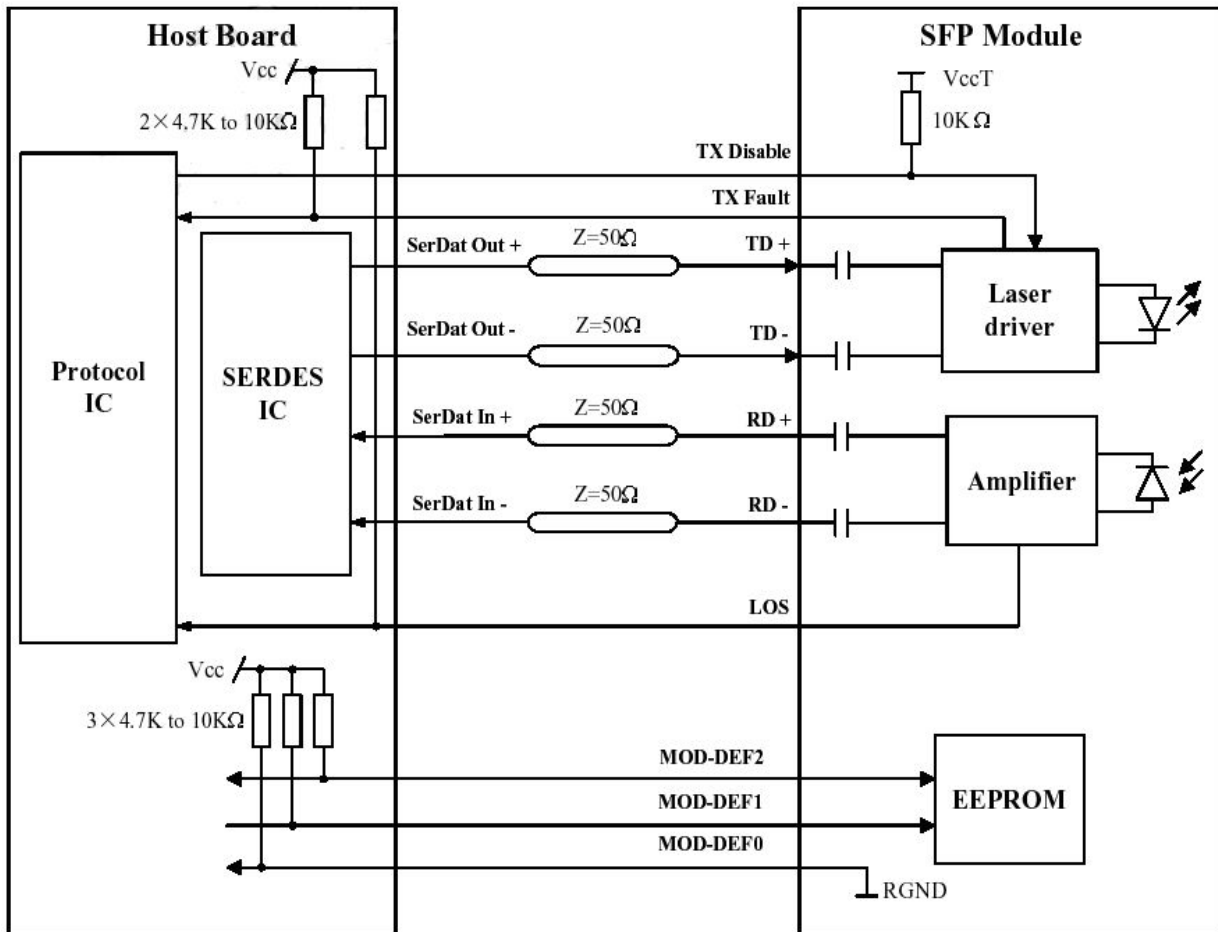 Host Board
SFP Module
Vcc
VccT
2×4,7K to 10KΩ
10KΩ
TX Disable
TX Fault
SerDat Out +
Z=50Ω
TD +
Laser
driver
SerDat Out -
Z=50Ω
TD -
Protocol
IC
SERDES
IC
SerDat In +
Z=50Ω
RD +
Amplifier
SerDat In -
Z=50Ω
RD -
LOS
Vcc
3×4.7K to 10KΩ
MOD-DEF2
EEPROM
MOD-DEF1
MOD-DEF0
RGND